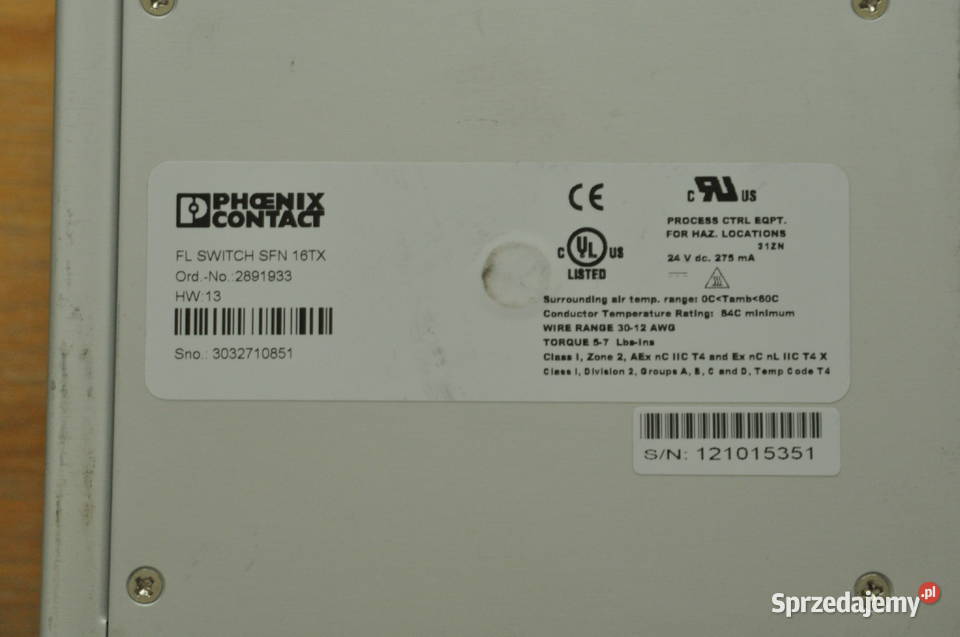 PHOENIX
CONTACT
FL SWITCH SFN 16TX
Ord.-No.:2891933
HW:13
Sno.: 3032710851
CE
C UL US
LISTED
C RU US
PROCESS CTRL EQPT.
FOR HAZ. LOCATIONS
31ZN
24 V dc. 275 mA
Surrounding air temp. range: 0C<Tamb<60C
Conductor Temperature Rating: 84C minimum
WIRE RANGE 30-12 AWG
TORQUE 5-7 Lbs-Ins
Class I, Zone 2, AEx nC IIC T4 and Ex nC nL IIC T4 X
Class I, Division 2, Groups A, B, C and D, Temp Code T4
S/N: 121015351
Sprzedajemy.pl